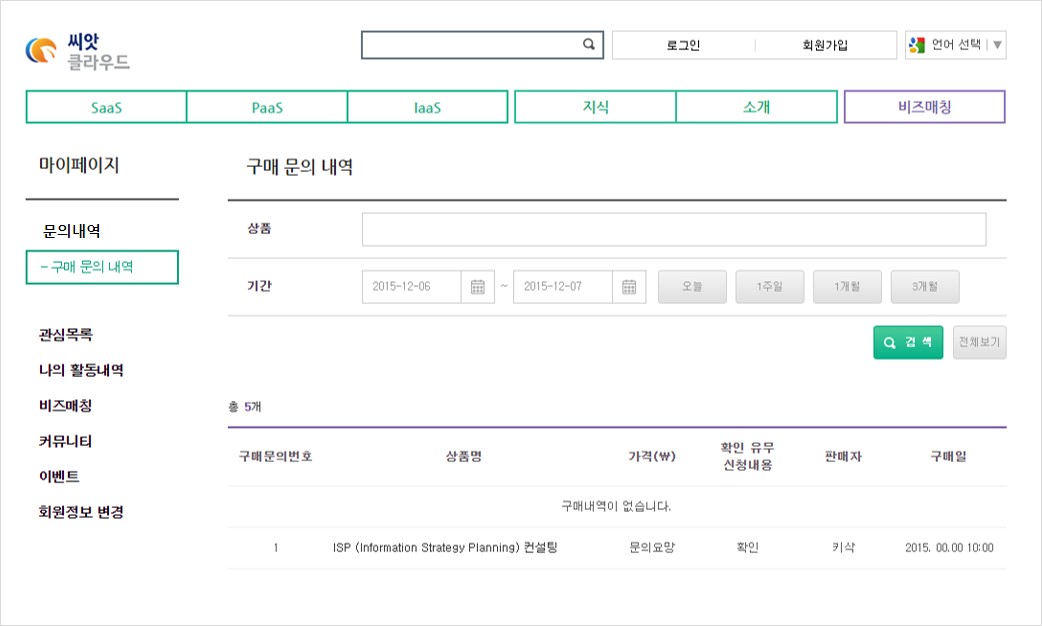 씨앗
클라우드
로그인
회원가입
언어 선택
SaaS
PaaS
IaaS
지식
소개
비즈매칭
마이페이지
문의내역
- 구매 문의 내역
관심목록
나의 활동내역
비즈매칭
커뮤니티
이벤트
회원정보 변경
구매 문의 내역
상품
기간
2015-12-06
~
2015-12-07
오늘
1주일
1개월
3개월
검 색
전체보기
총 5개
구매문의번호
상품명
가격(₩)
확인 유무
신청내용
판매자
구매일
구매내역이 없습니다.
1
ISP (Information Strategy Planning) 컨설팅
문의요망
확인
키삭
2015. 00.00 10:00